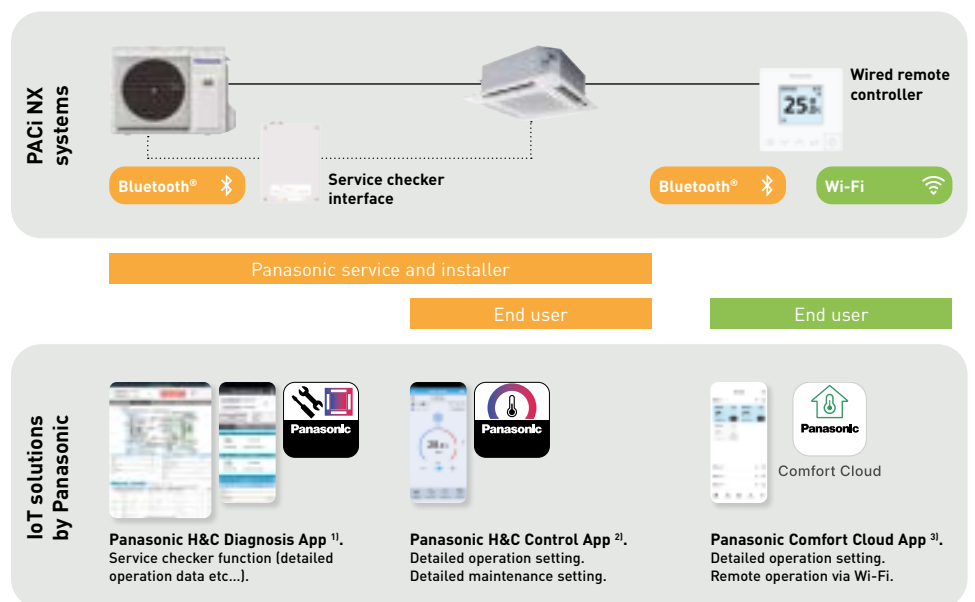 PACi NX
systems
Wired remote
controller
Bluetooth®
Service checker
interface
Bluetooth®
Wi-Fi
Panasonic service and installer
End user
End user
IoT solutions
by Panasonic
Panasonic
Panasonic
Panasonic
Comfort Cloud
Panasonic H&C Diagnosis App 1).
Service checker function (detailed
operation data etc...).
Panasonic H&C Control App 2).
Detailed operation setting.
Detailed maintenance setting.
Panasonic Comfort Cloud App 3).
Detailed operation setting.
Remote operation via Wi-Fi.